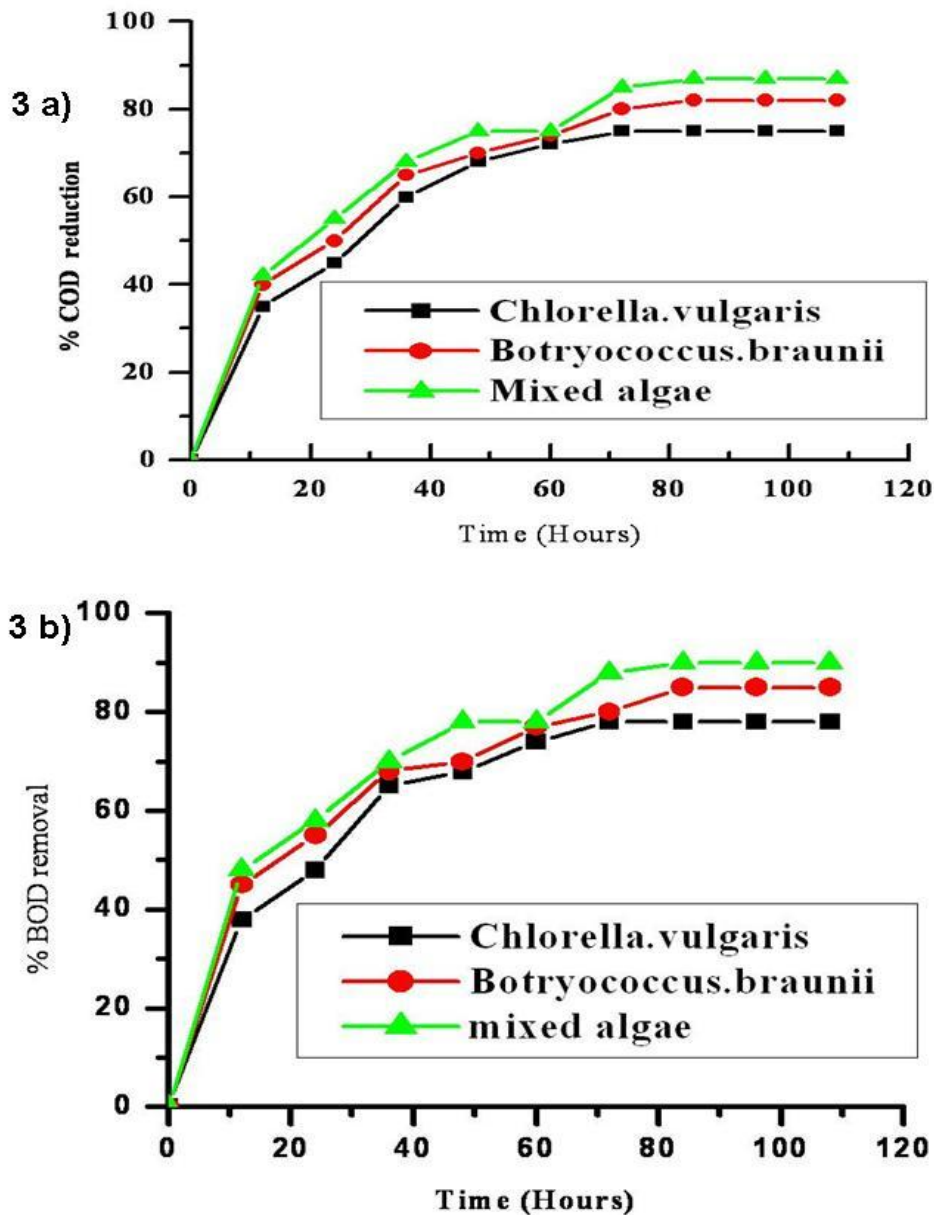 3 a)
% COD reduction
100
80
60
40
20
0
Chlorella.vulgaris
Botryococcus.braunii
Mixed algae
0 20 40 60 80 100 120
Time (Hours)
3 b)
% BOD removal
100
80
60
40
20
0
Chlorella.vulgaris
Botryococcus.braunii
mixed algae
0 20 40 60 80 100 120
Time (Hours)